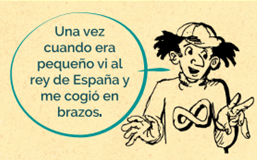 Una vez
cuando era
pequeño vi al
rey de España y
me cogió en
brazos.